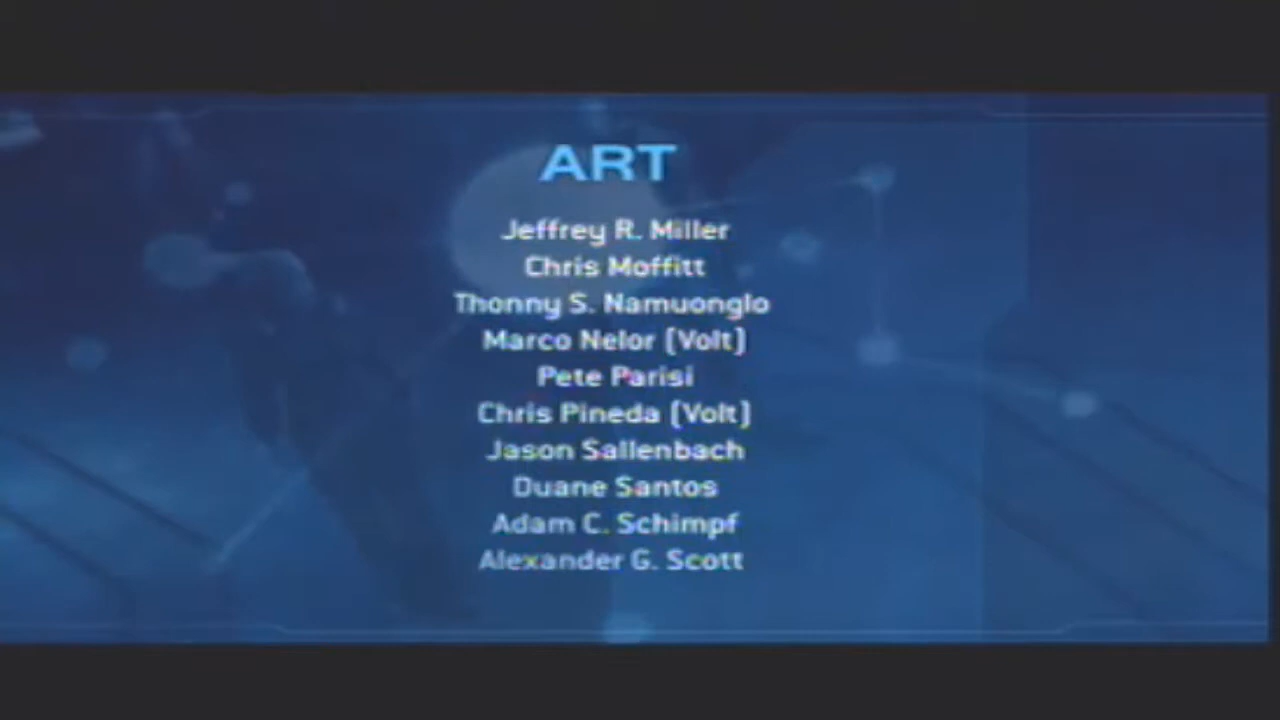 ART
Jeffrey R. Miller
Chris Moffitt
Thonny S. Namuonglo
Marco Nelor (Volt)
Pete Parisi
Chris Pineda (Volt)
Jason Sallenbach
Duane Santos
Adam C. Schimpf
Alexander G. Scott